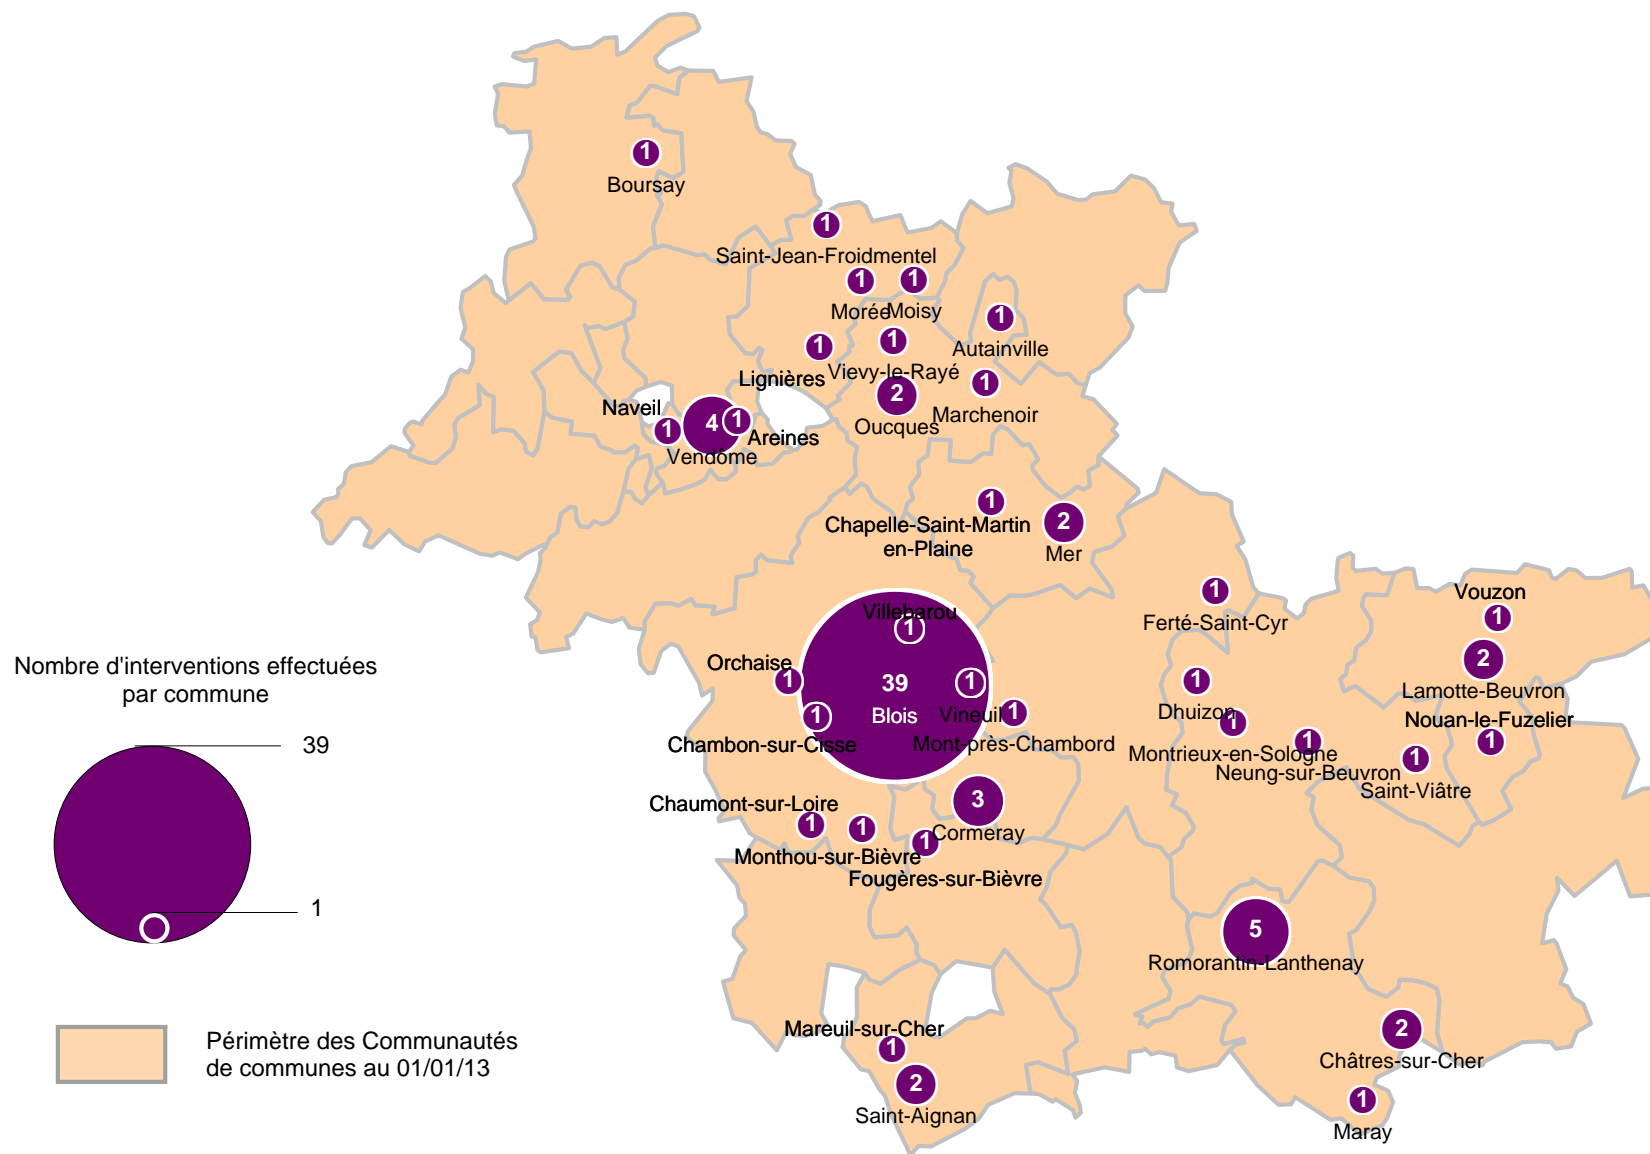 1
Boursay
1
Saint-Jean-Froidmentel
1
1
Morée
Moisy
1
Autainville
1
Lignières
1
Vievy-le-Rayé
1
Marchenoir
2
Oucques
Naveil
1
4
1
Areines
Vendôme
1
Chapelle-Saint-Martin
en-Plaine
2
Mer
1
Ferté-Saint-Cyr
Vouzon
1
2
Lamotte-Beuvron
Villebarou
1
Orchaise
1
39
Blois
1
Vineuil
1
Mont-près-Chambord
1
Chambon-sur-Cisse
1
Dhuizon
1
Montrieux-en-Sologne
1
Neung-sur-Beuvron
1
Saint-Viâtre
Nouan-le-Fuzelier
1
Chaumont-sur-Loire
1
1
Monthou-sur-Bièvre
3
Cormeray
1
Fougères-sur-Bièvre
5
Romorantin-Lanthenay
Mareuil-sur-Cher
1
2
Saint-Aignan
2
Châtres-sur-Cher
1
Maray
Nombre d'interventions effectuées
par commune
39
1
Périmètre des Communautés
de communes au 01/01/13